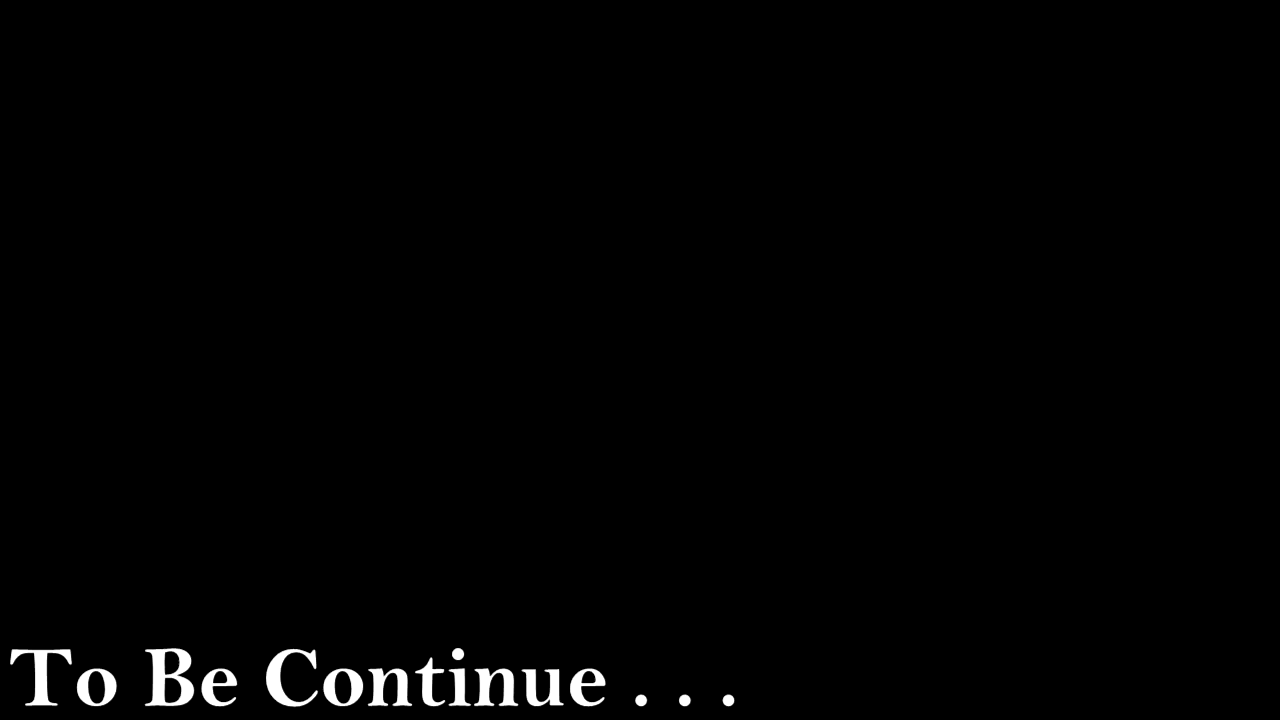 To Be Continue . . .